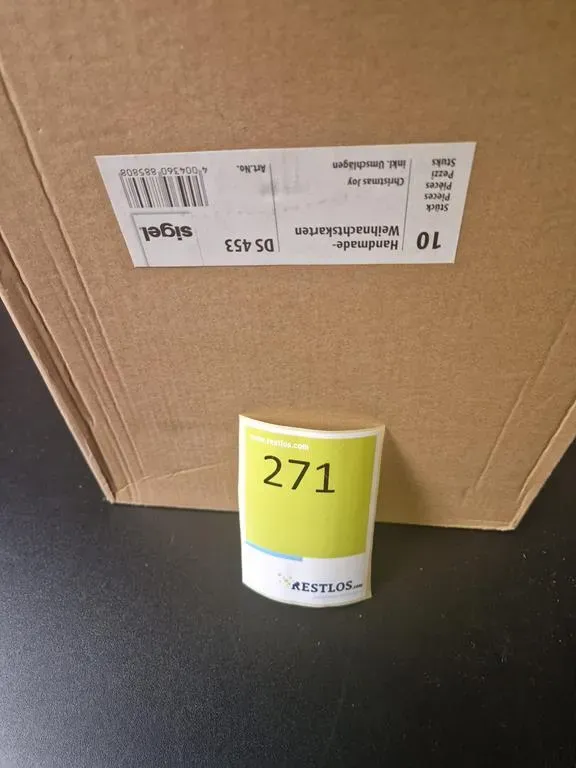 10
Stück
Pieces
Pièces
Pezzi
Stuks
Handmade-
Weihnachtskarten
Christmas Joy
inkl. Umschlägen
DS 453
Art.No.
sigel
4 004360 885808
www.restlos.com
271
RESTLOS.com